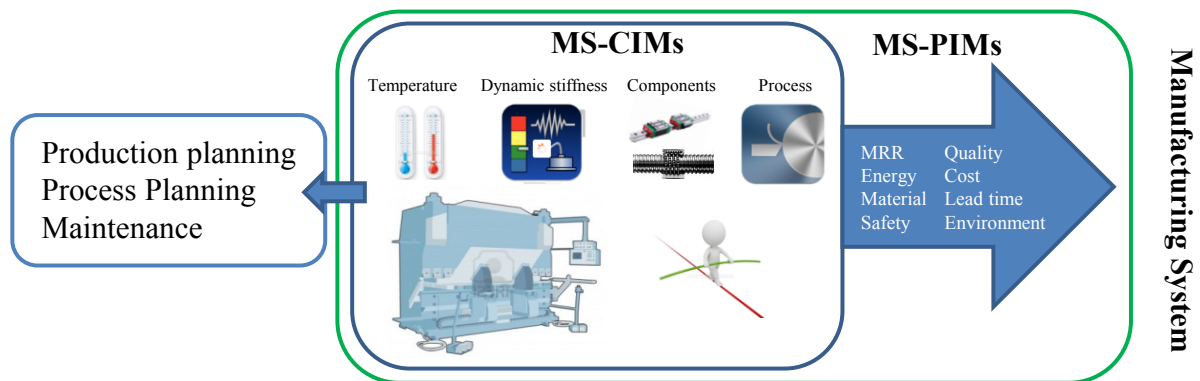 MS-CIMs
MS-PIMs
Temperature
Dynamic stiffness
Components
Process
Production planning
Process Planning
Maintenance
MRR
Quality
Energy
Cost
Material
Lead time
Safety
Environment
Manufacturing System